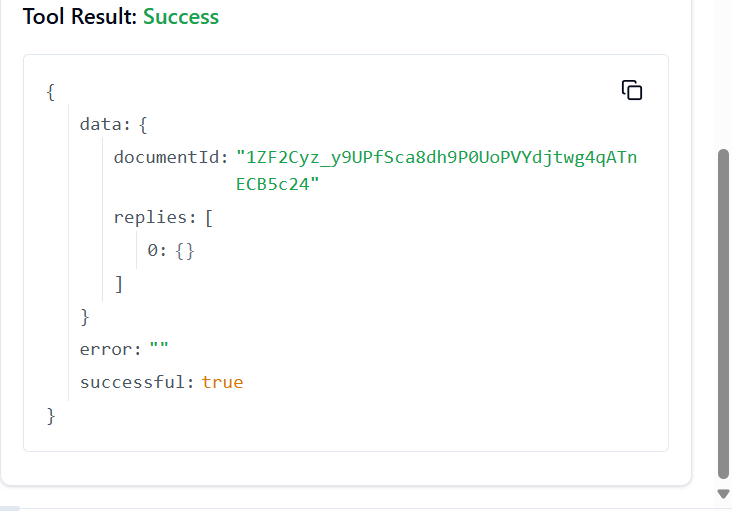 Tool Result: Success
{
data: {
documentId: "1ZF2Cyz_y9UPfSca8dh9P0UoPVYdjtwg4qATn
ECB5c24"
replies: [
0: {}
]
}
error: ""
successful: true
}